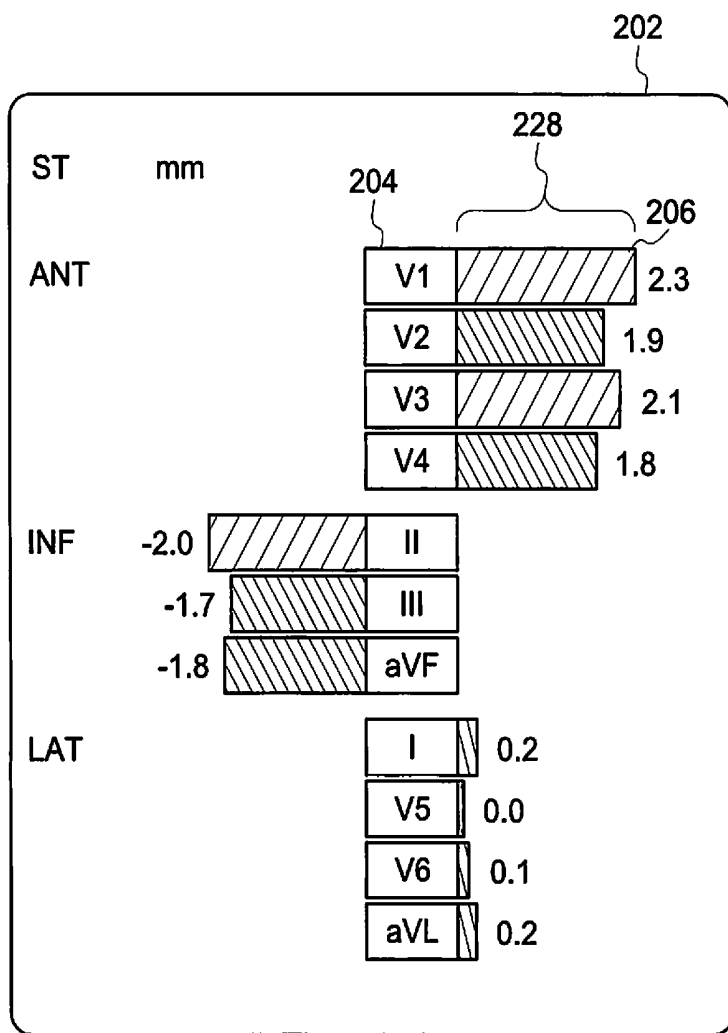 202
228
ST mm
204
206
ANT V1 2.3
V2 1.9
V3 2.1
V4 1.8
INF -2.0 II
-1.7 III
-1.8 aVF
LAT I 0.2
V5 0.0
V6 0.1
aVL 0.2